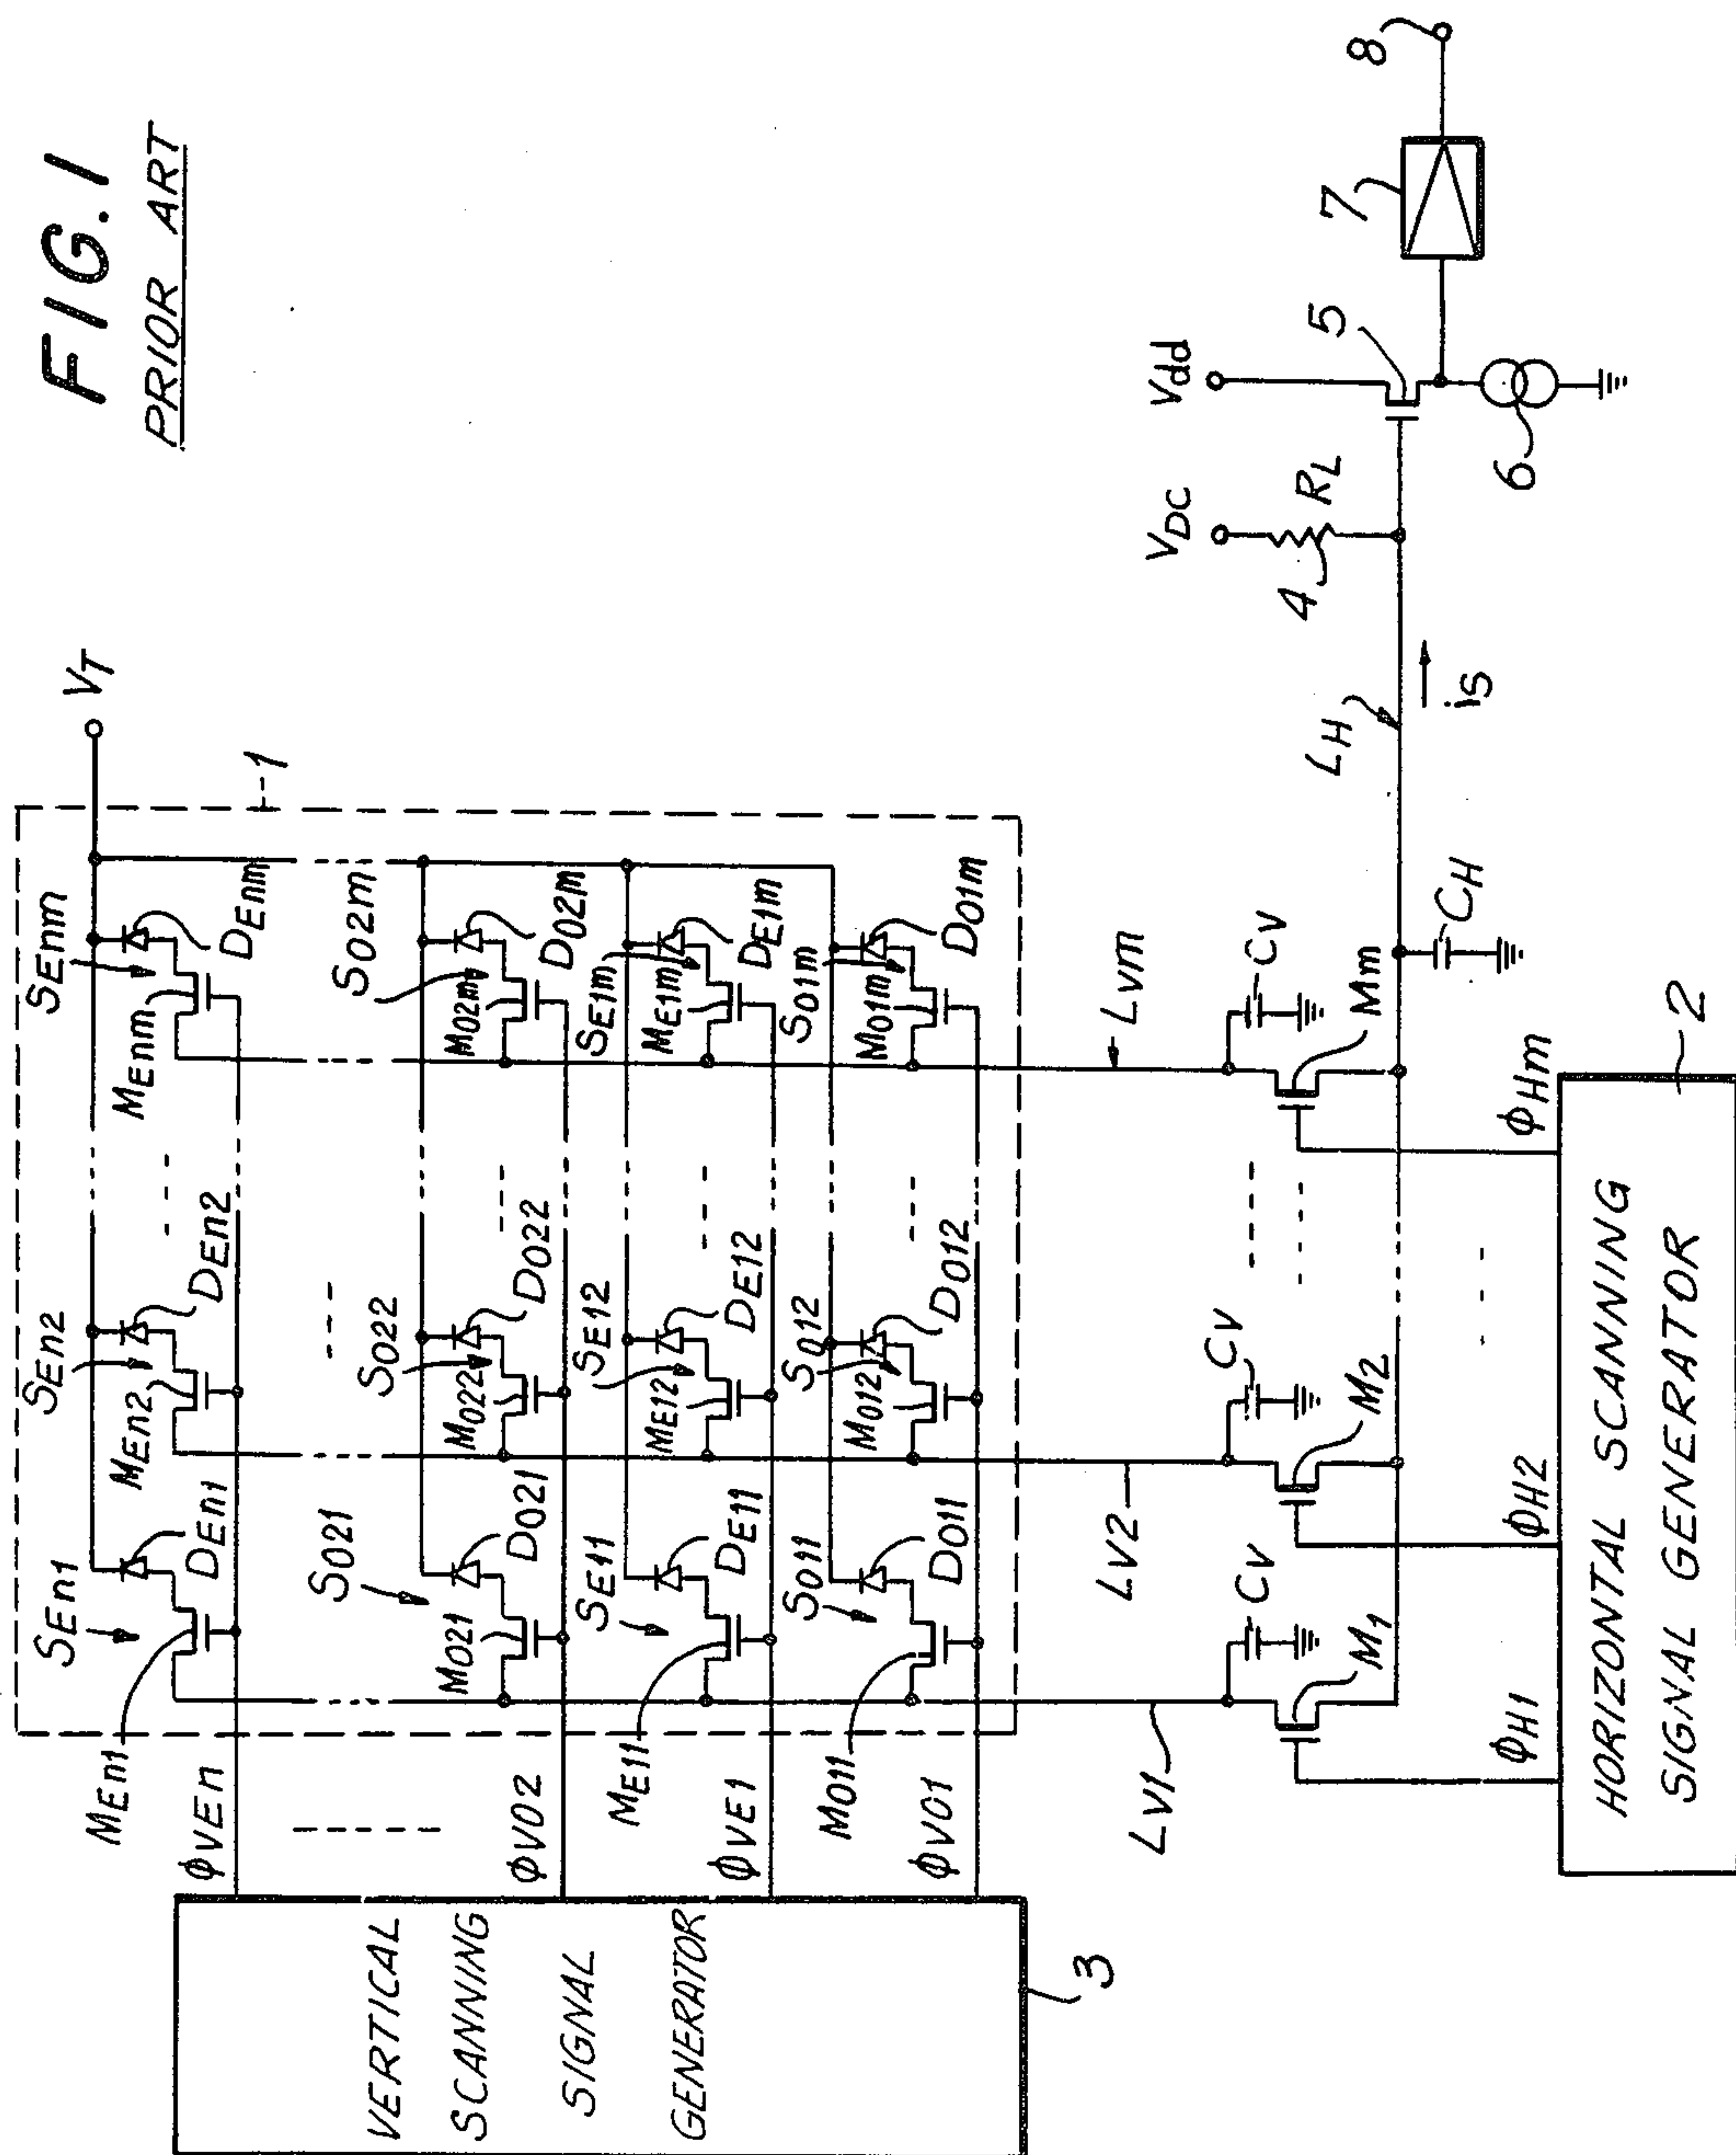 FIG. 1
PRIOR ART
VT
1
SEn1
SEn2
SEnm
MEn1
MEn2
MEnm
DEn1
DEn2
DEnm
φVEn
SO21
SO22
SO2m
MO21
MO22
MO2m
DO21
DO22
DO2m
φVO2
SE11
SE12
SE1m
ME11
ME12
ME1m
DE11
DE12
DE1m
φVE1
SO11
SO12
SO1m
MO11
MO12
MO1m
DO11
DO12
DO1m
φVO1
VERTICAL
SCANNING
SIGNAL
GENERATOR
3
LV1
LV2
LVm
CV
CV
CV
M1
M2
Mm
φH1
φH2
φHm
HORIZONTAL SCANNING
SIGNAL GENERATOR
2
CH
LH
iS
VDC
4
RL
Vdd
5
6
7
8